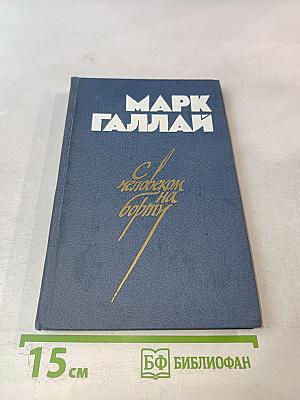 МАРК
ГАЛЛАЙ
С
человеком
на
борту
15 см
БФ БИБЛИОФАН